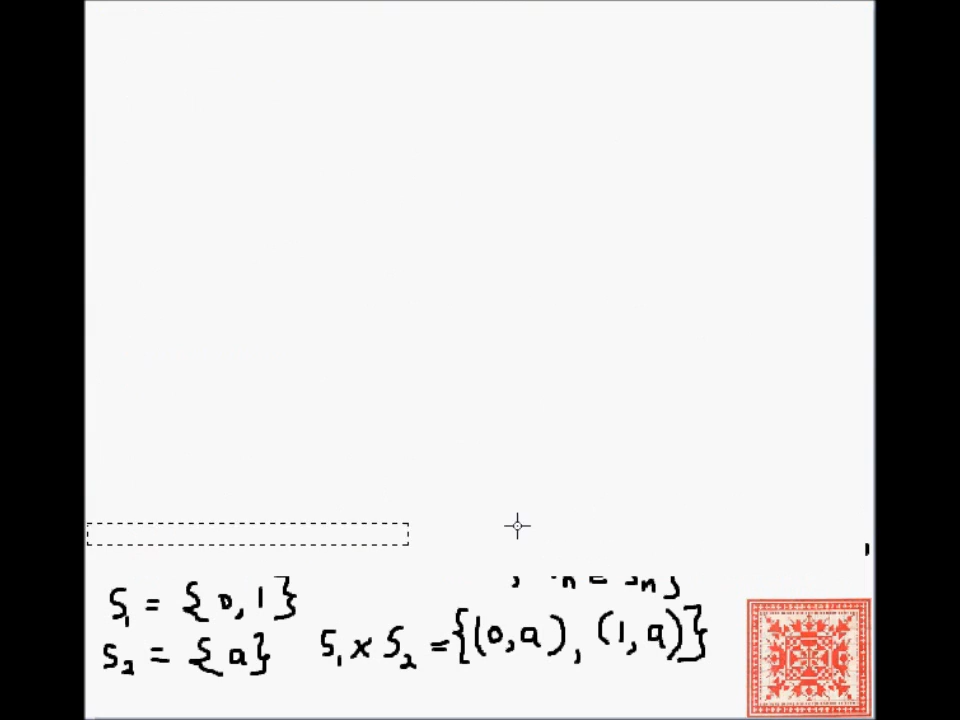 S₁ = {0, 1}
S₂ = {a} S₁ × S₂ = {(0, a), (1, a)}